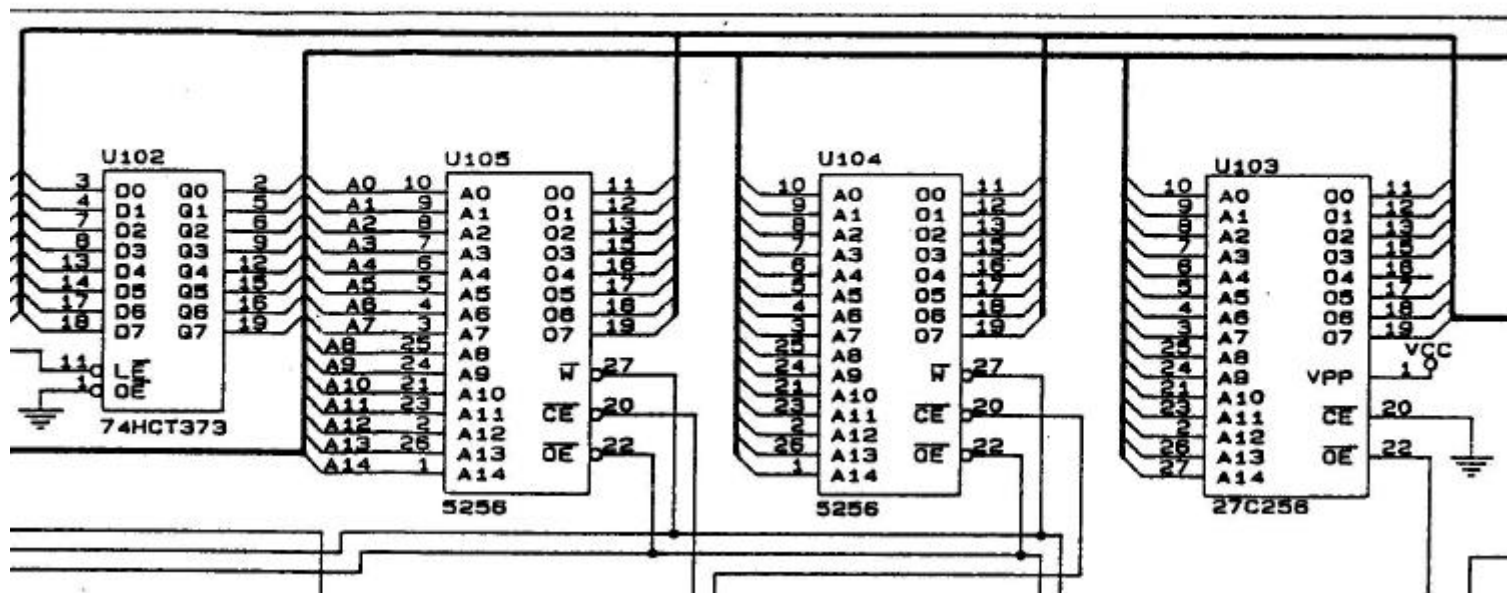 U102
3 D0 Q0 2
4 D1 Q1 5
7 D2 Q2 6
8 D3 Q3 9
13 D4 Q4 12
14 D5 Q5 15
17 D6 Q6 16
18 D7 Q7 19
11 LE
1 OE
74HCT373
U105
A0 10 A0 O0 11
A1 9 A1 O1 12
A2 8 A2 O2 13
A3 7 A3 O3 15
A4 6 A4 O4 16
A5 5 A5 O5 17
A6 4 A6 O6 18
A7 3 A7 O7 19
A8 25 A8
A9 24 A9 W 27
A10 21 A10
A11 23 A11 CE 20
A12 2 A12
A13 26 A13 OE 22
A14 1 A14
5256
U104
10 A0 O0 11
9 A1 O1 12
8 A2 O2 13
7 A3 O3 15
6 A4 O4 16
5 A5 O5 17
4 A6 O6 18
3 A7 O7 19
25 A8
24 A9 W 27
21 A10
23 A11 CE 20
2 A12
26 A13 OE 22
1 A14
5256
U103
10 A0 O0 11
9 A1 O1 12
8 A2 O2 13
7 A3 O3 15
6 A4 O4 16
5 A5 O5 17
4 A6 O6 18
3 A7 O7 19
25 A8 VCC
24 A9 VPP 1
21 A10
23 A11 CE 20
2 A12
26 A13 OE 22
27 A14
27C256